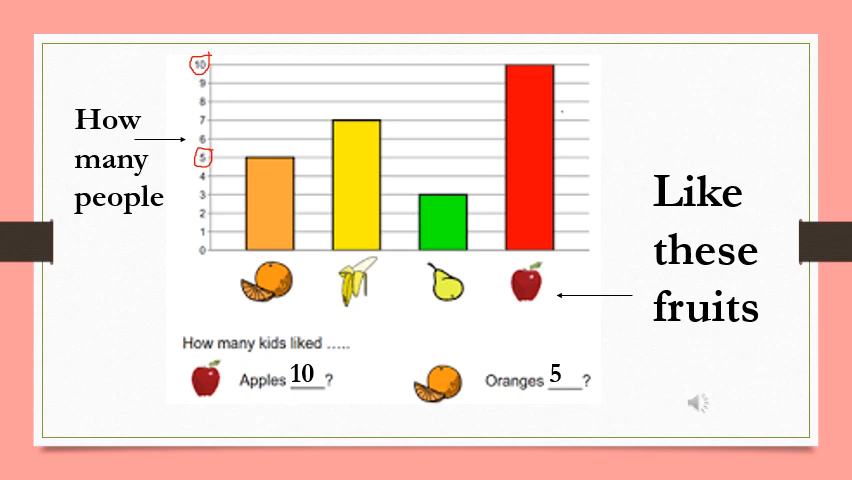 How
many
people
10
9
8
7
6
5
4
3
2
1
0
Like
these
fruits
How many kids liked .....
Apples 10 ?
Oranges 5 ?